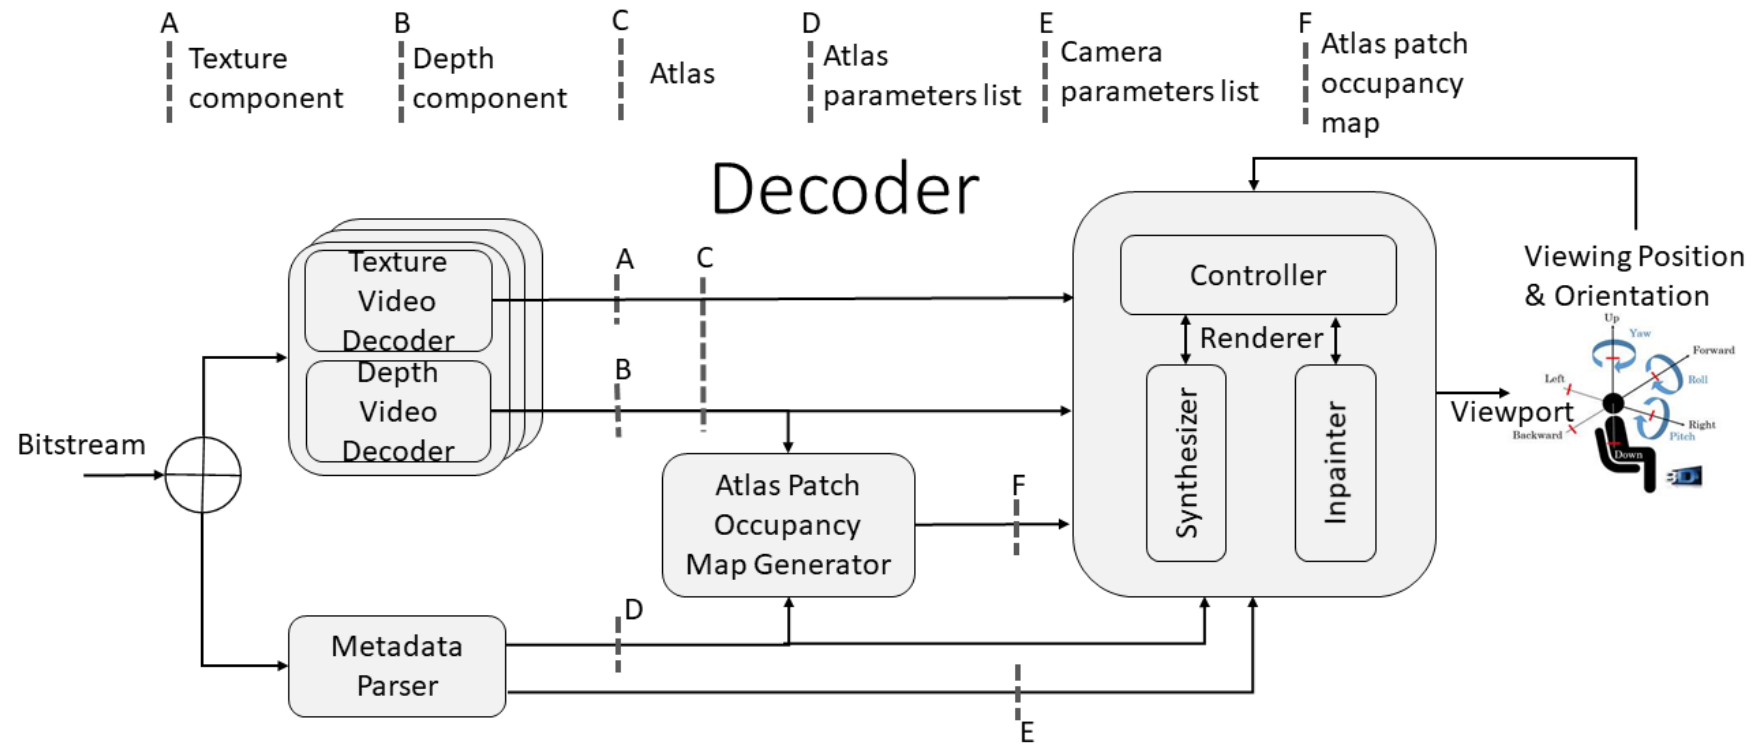 A
Texture
component
B
Depth
component
C
Atlas
D
Atlas
parameters list
E
Camera
parameters list
F
Atlas patch
occupancy
map
Decoder
Texture
Video
Decoder
Depth
Video
Decoder
A
C
B
Bitstream
Atlas Patch
Occupancy
Map Generator
F
D
Metadata
Parser
E
Controller
Renderer
Synthesizer
Inpainter
Viewing Position
& Orientation
Viewport
Up
Yaw
Forward
Roll
Left
Right
Pitch
Backward
Down